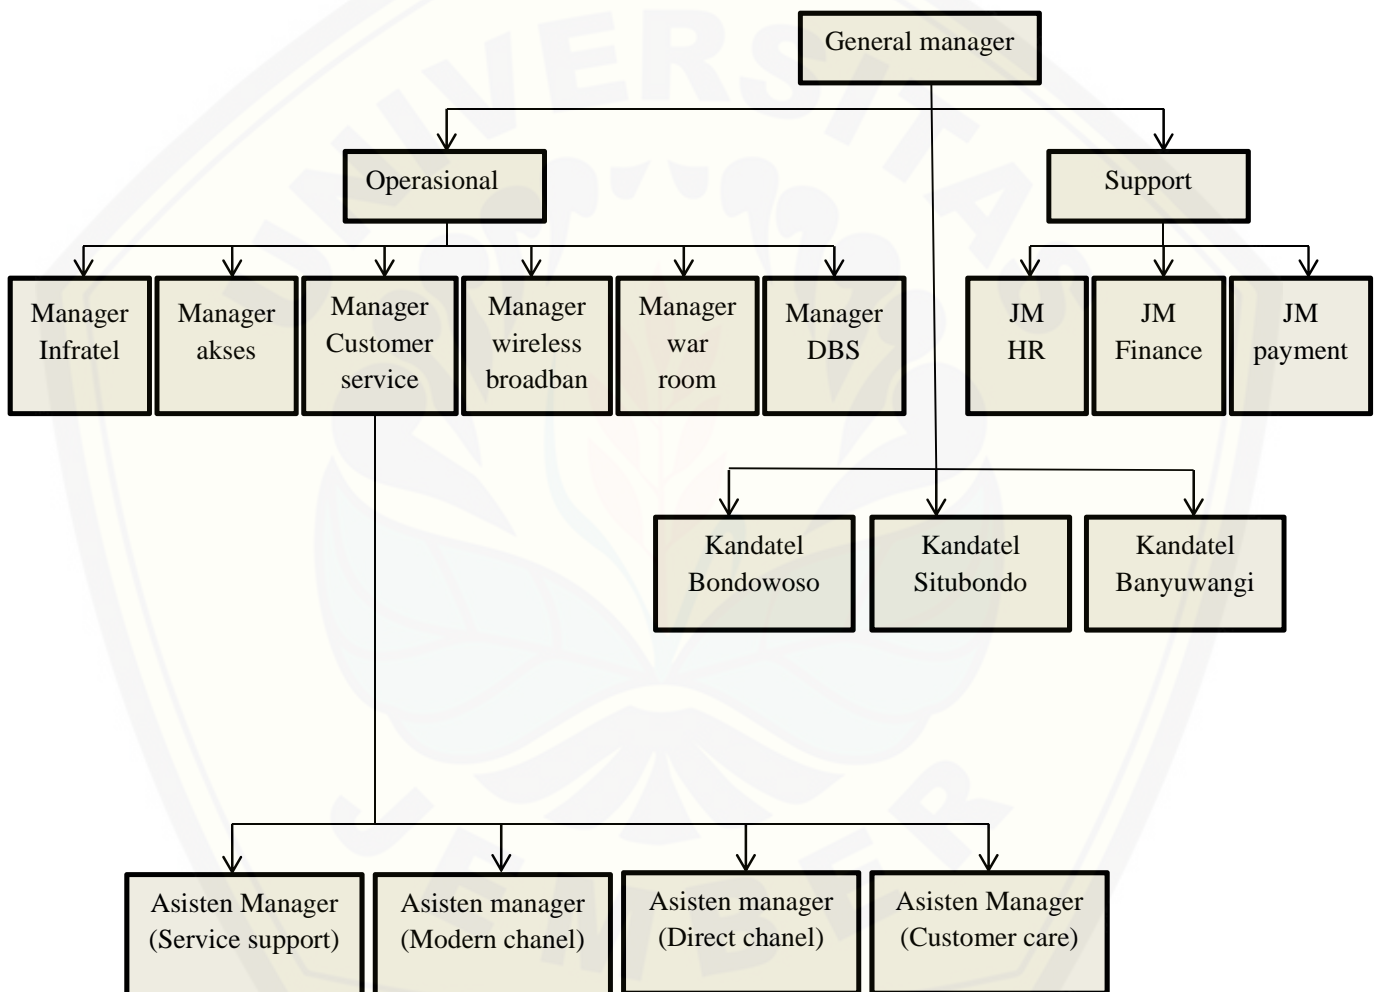 General manager
Operasional
Support
Manager
Infratel
Manager
akses
Manager
Customer
service
Manager
wireless
broadban
Manager
war
room
Manager
DBS
JM
HR
JM
Finance
JM
payment
Kandatel
Bondowoso
Kandatel
Situbondo
Kandatel
Banyuwangi
Asisten Manager
(Service support)
Asisten manager
(Modern chanel)
Asisten manager
(Direct chanel)
Asisten Manager
(Customer care)
UNIVERSITAS
JEMBER